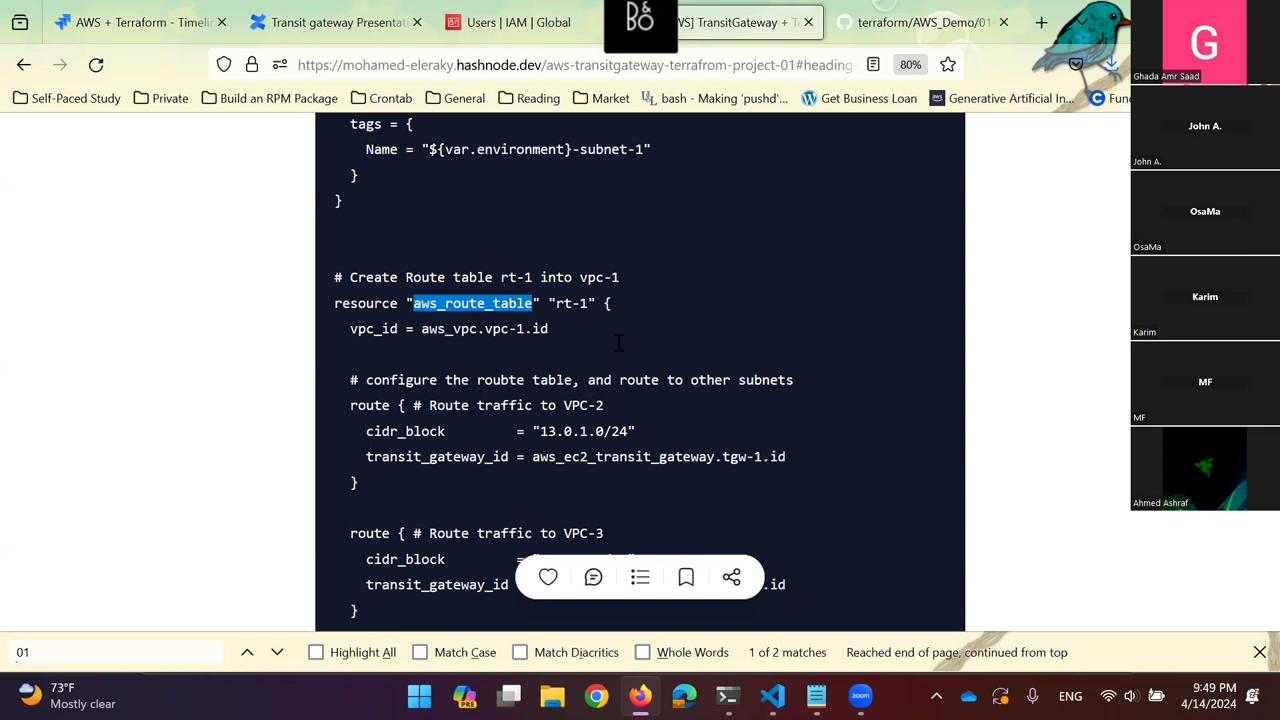 AWS + Terraform - Timeli
Transit gateway Presentati
Users | IAM | Global
D&
BO
WS] TransitGateway + Te
terraform/AWS_Demo/01
https://mohamed-eleraky.hashnode.dev/aws-transitgateway-terrafrom-project-01#heading-
80%
Self-Paced Study
Private
Build an RPM Package
Crontab
General
Reading
Market
bash - Making 'pushd'...
Get Business Loan
Generative Artificial In...
Fun
tags = {
Name = "${var.environment}-subnet-1"
}
}
# Create Route table rt-1 into vpc-1
resource "aws_route_table" "rt-1" {
vpc_id = aws_vpc.vpc-1.id
# configure the roubte table, and route to other subnets
route { # Route traffic to VPC-2
cidr_block = "13.0.1.0/24"
transit_gateway_id = aws_ec2_transit_gateway.tgw-1.id
}
route { # Route traffic to VPC-3
cidr_block =
transit_gateway_id .id
}
G
Ghada Amr Saad
John A.
John A.
OsaMa
OsaMa
Karim
Karim
MF
MF
Ahmed Ashraf
01
Highlight All
Match Case
Match Diacritics
Whole Words
1 of 2 matches
Reached end of page, continued from top
73°F
Mostly clear
PRE
zoom
ENG
9:49 PM
4/14/2024